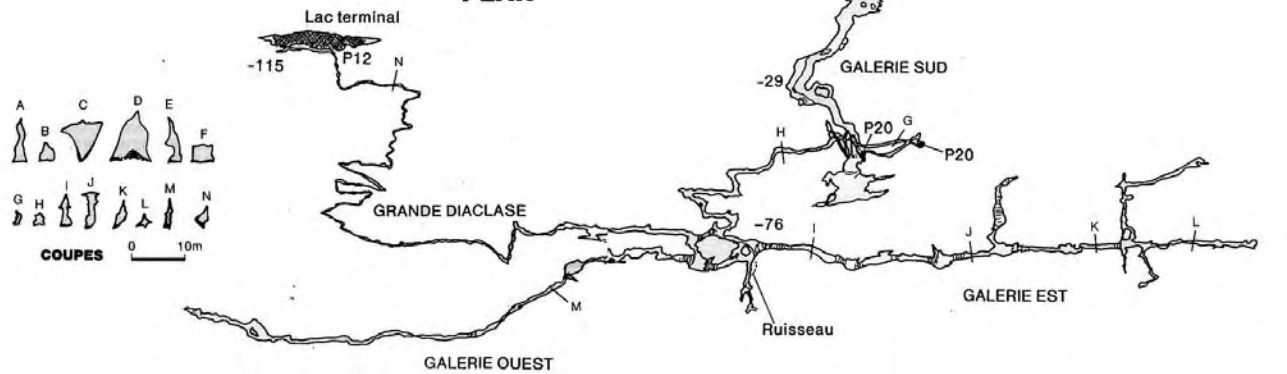 Lac terminal
-115
P12
N
GALERIE SUD
-29
A
B
C
D
E
F
G
H
I
J
K
L
M
N
COUPES
0 10m
H
P20
G
P20
GRANDE DIACLASE
-76
I
J
K
L
GALERIE EST
M
Ruisseau
GALERIE OUEST